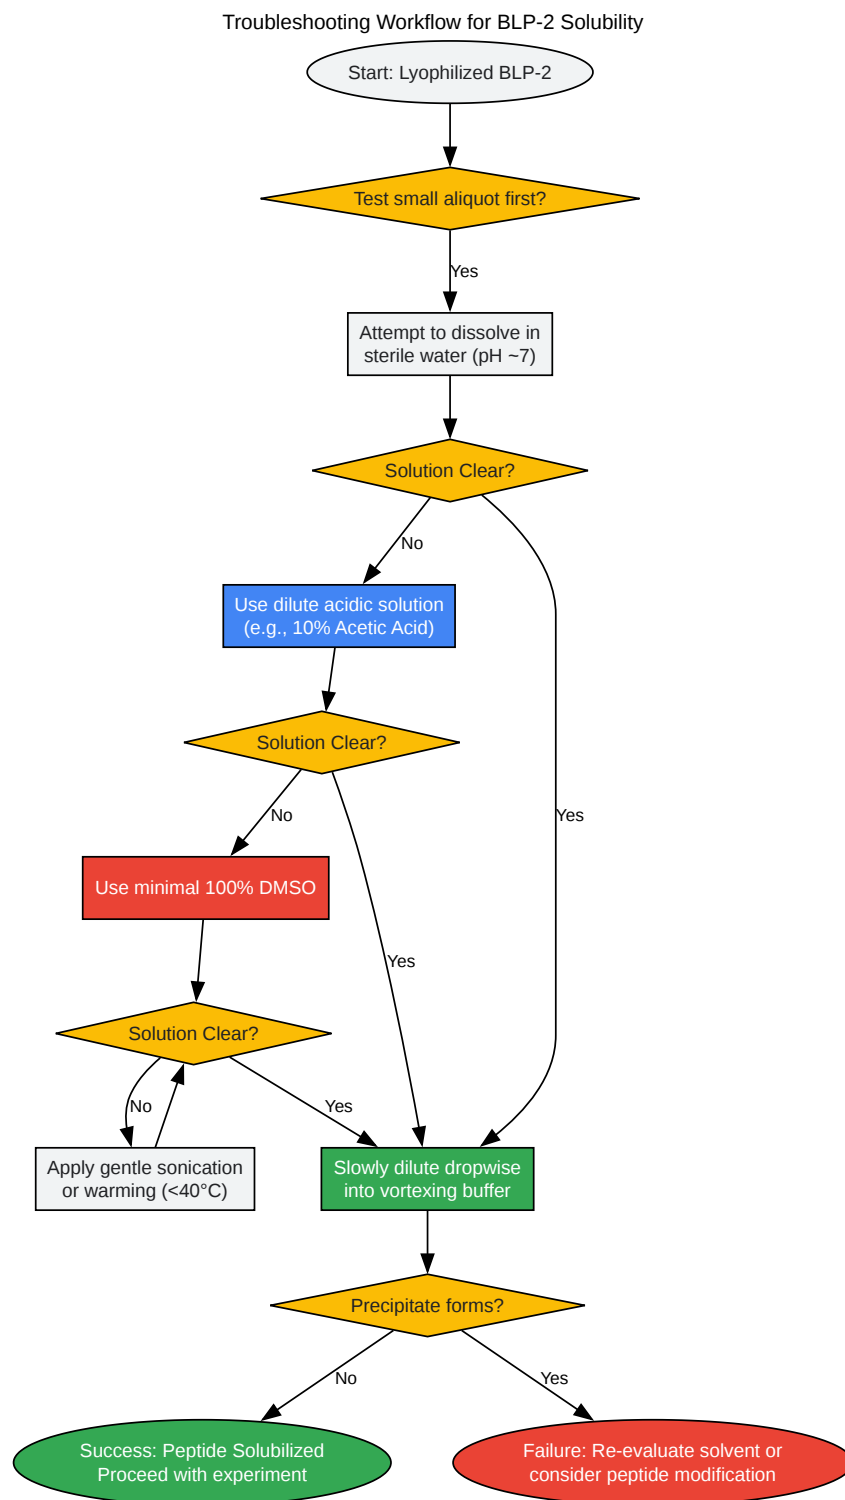 Troubleshooting Workflow for BLP-2 Solubility
Start: Lyophilized BLP-2
Test small aliquot first?
Yes
Attempt to dissolve in
sterile water (pH ~7)
Solution Clear?
No
Use dilute acidic solution
(e.g., 10% Acetic Acid)
Solution Clear?
No
Yes
Use minimal 100% DMSO
Yes
Solution Clear?
No
Yes
Apply gentle sonication
or warming (<40°C)
Slowly dilute dropwise
into vortexing buffer
Precipitate forms?
No
Yes
Success: Peptide Solubilized
Proceed with experiment
Failure: Re-evaluate solvent or
consider peptide modification